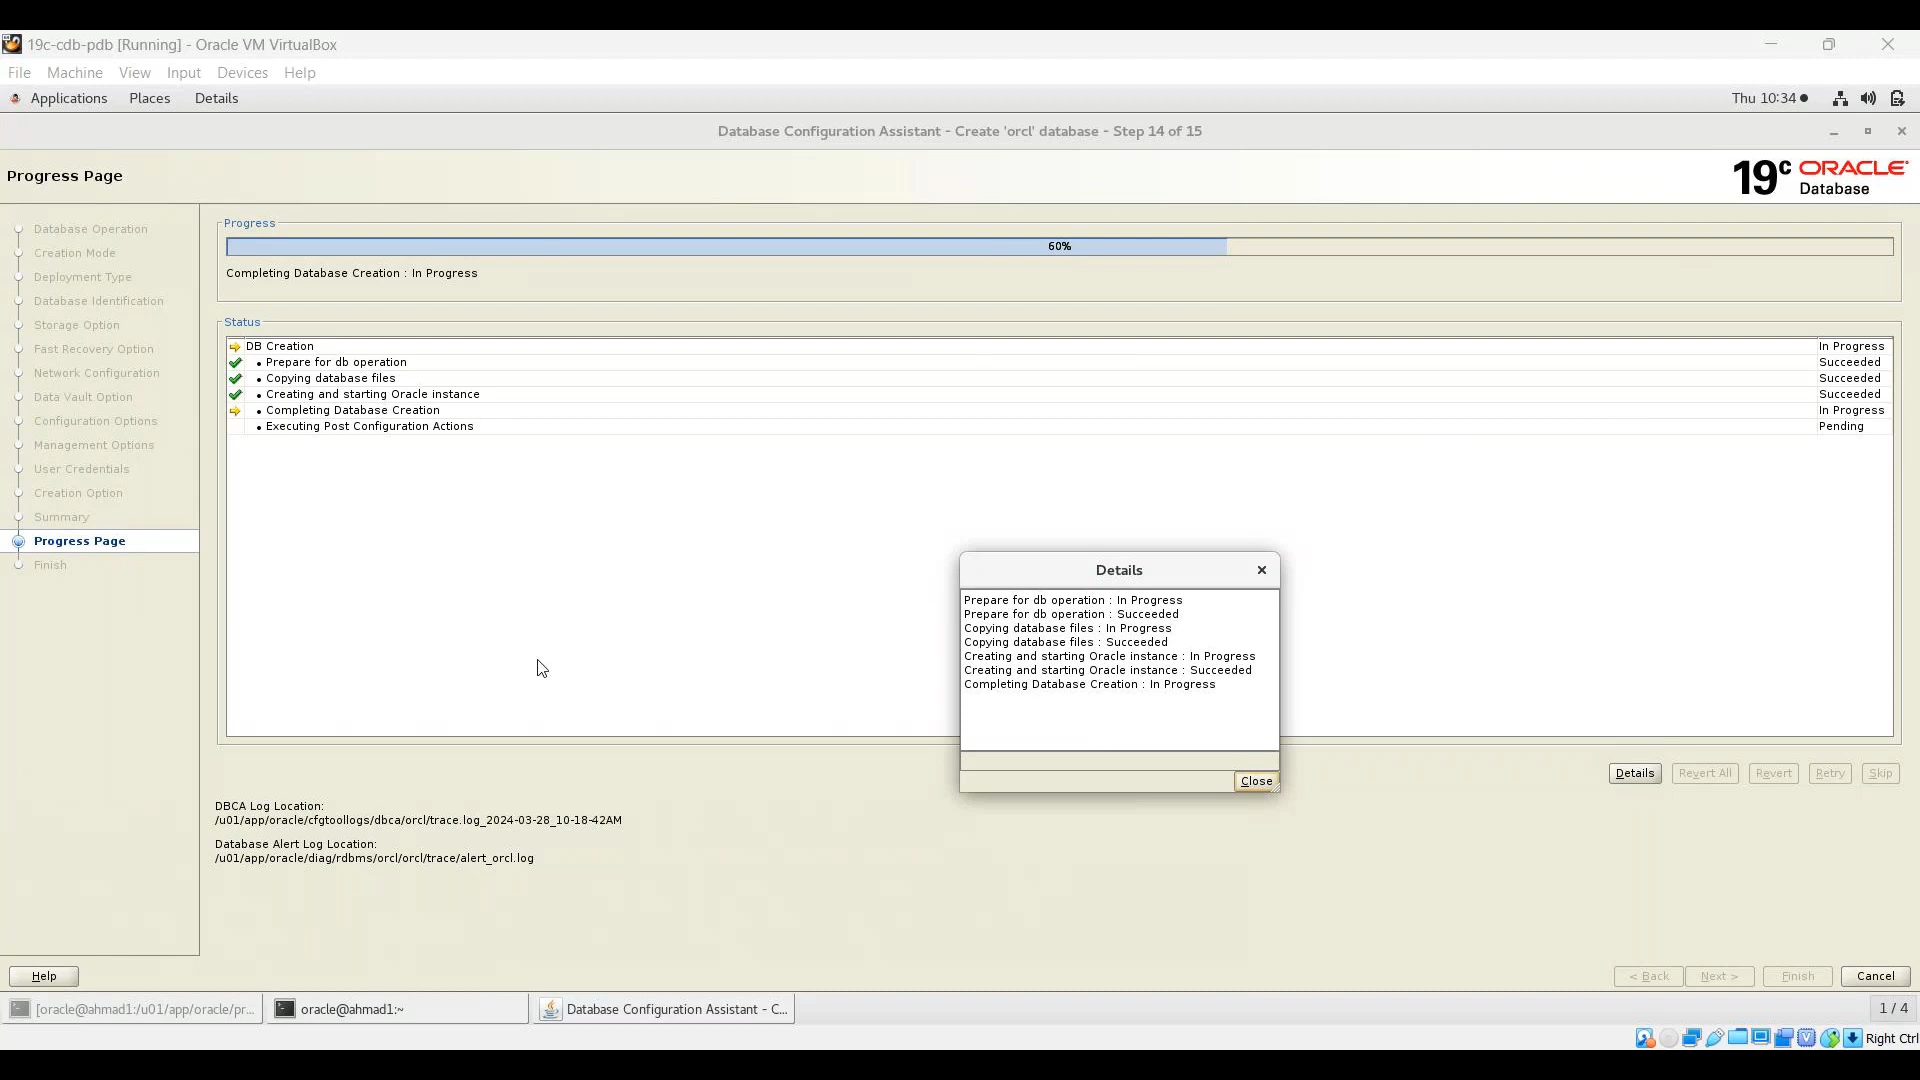 19c-cdb-pdb [Running] - Oracle VM VirtualBox
File Machine View Input Devices Help
Applications Places Details Thu 10:34
Database Configuration Assistant - Create 'orcl' database - Step 14 of 15
Progress Page
19c ORACLE
Database
Database Operation
Creation Mode
Deployment Type
Database Identification
Storage Option
Fast Recovery Option
Network Configuration
Data Vault Option
Configuration Options
Management Options
User Credentials
Creation Option
Summary
Progress Page
Finish
Progress
60%
Completing Database Creation : In Progress
Status
DB Creation In Progress
• Prepare for db operation Succeeded
• Copying database files Succeeded
• Creating and starting Oracle instance Succeeded
• Completing Database Creation In Progress
• Executing Post Configuration Actions Pending
Details
Prepare for db operation : In Progress
Prepare for db operation : Succeeded
Copying database files : In Progress
Copying database files : Succeeded
Creating and starting Oracle instance : In Progress
Creating and starting Oracle instance : Succeeded
Completing Database Creation : In Progress
Close
Details Revert All Revert Retry Skip
DBCA Log Location:
/u01/app/oracle/cfgtoollogs/dbca/orcl/trace.log_2024-03-28_10-18-42AM
Database Alert Log Location:
/u01/app/oracle/diag/rdbms/orcl/orcl/trace/alert_orcl.log
Help < Back Next > Finish Cancel
[oracle@ahmad1:/u01/app/oracle/pr... oracle@ahmad1:~ Database Configuration Assistant - C... 1 / 4
Right Ctrl